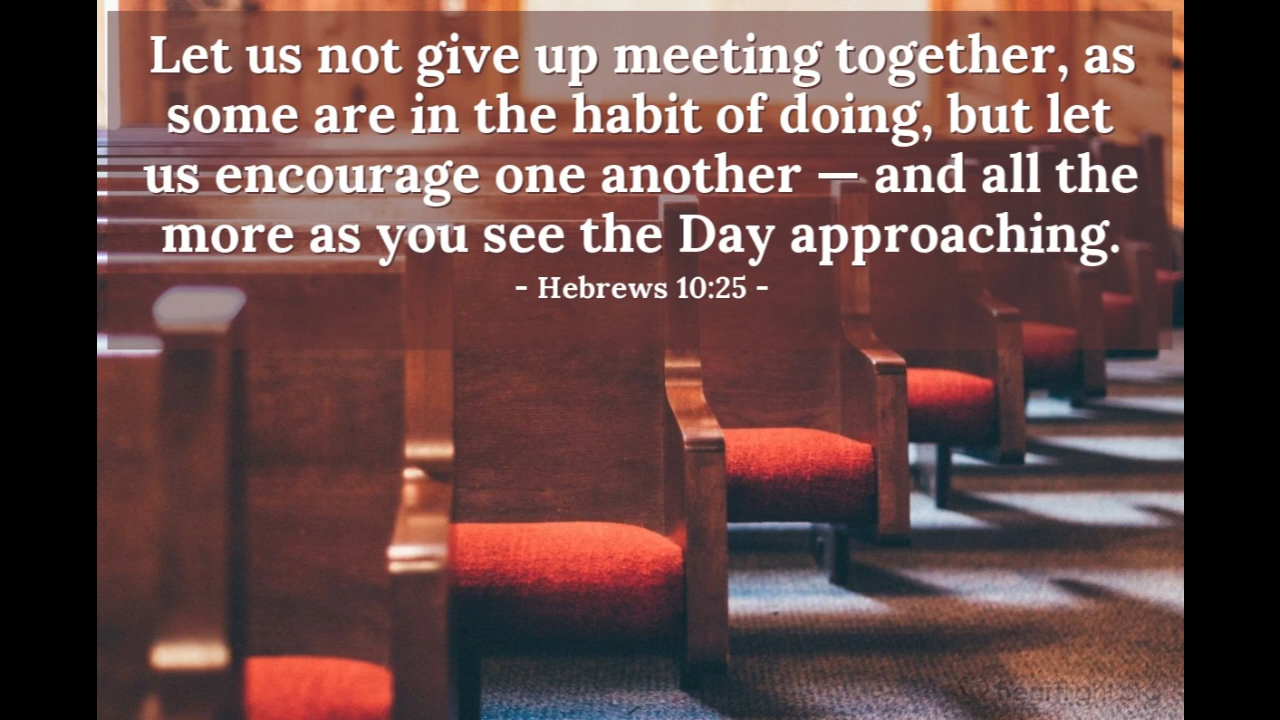 Let us not give up meeting together, as
some are in the habit of doing, but let
us encourage one another — and all the
more as you see the Day approaching.
- Hebrews 10:25 -